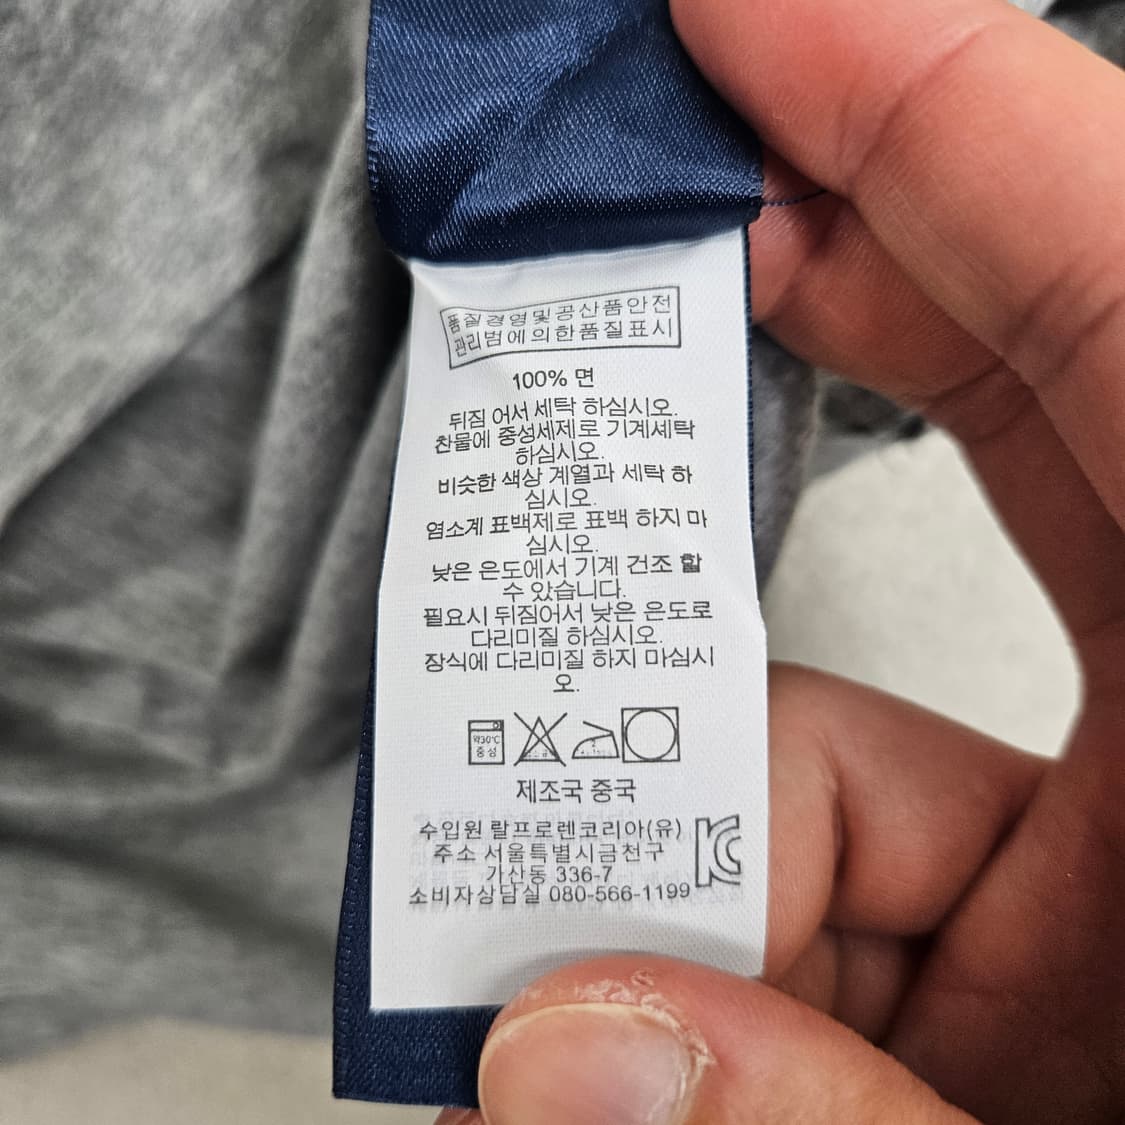 품질경영및공산품안전
관리법에의한품질표시
100% 면
뒤짐 어서 세탁 하십시오.
찬물에 중성세제로 기계세탁
하십시오.
비슷한 색상 계열과 세탁 하
십시오.
염소계 표백제로 표백 하지 마
십시오.
낮은 은도에서 기계 건조 할
수 았습니다.
필요시 뒤짐어서 낮은 은도로
다리미질 하십시오.
장식에 다리미질 하지 마십시
오.
약30℃
중성
제조국 중국
수입원 랄프로렌코리아(유)
주소 서울특별시금천구
가산동 336-7
소비자상담실 080-566-1199